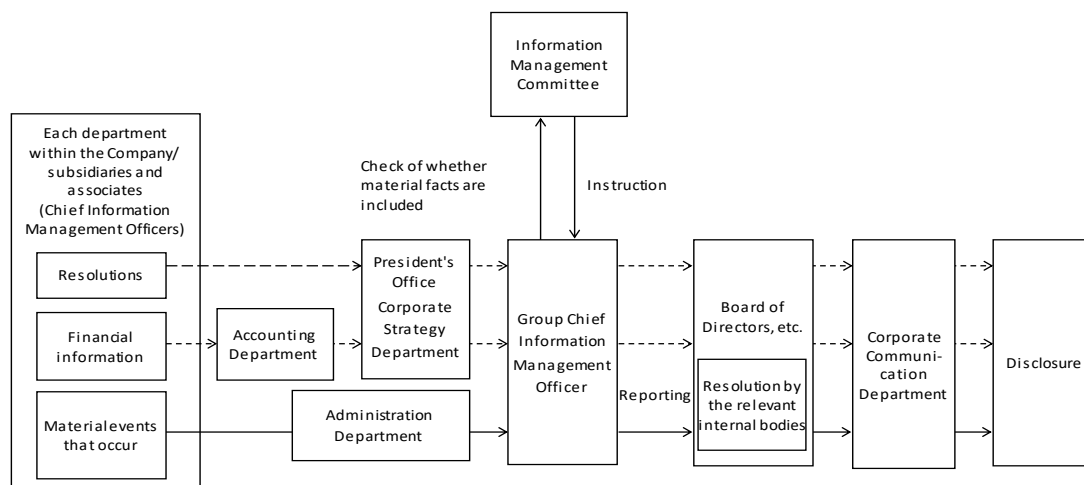 Information
Management
Committee
Each department
within the Company/
subsidiaries and
associates
(Chief Information
Management Officers)
Check of whether
material facts are
included
Instruction
Resolutions
Financial
information
Material events
that occur
Accounting
Department
President's
Office
Corporate
Strategy
Department
Administration
Department
Group Chief
Information
Management
Officer
Reporting
Board of
Directors, etc.
Resolution by
the relevant
internal bodies
Corporate
Communi-
cation
Department
Disclosure